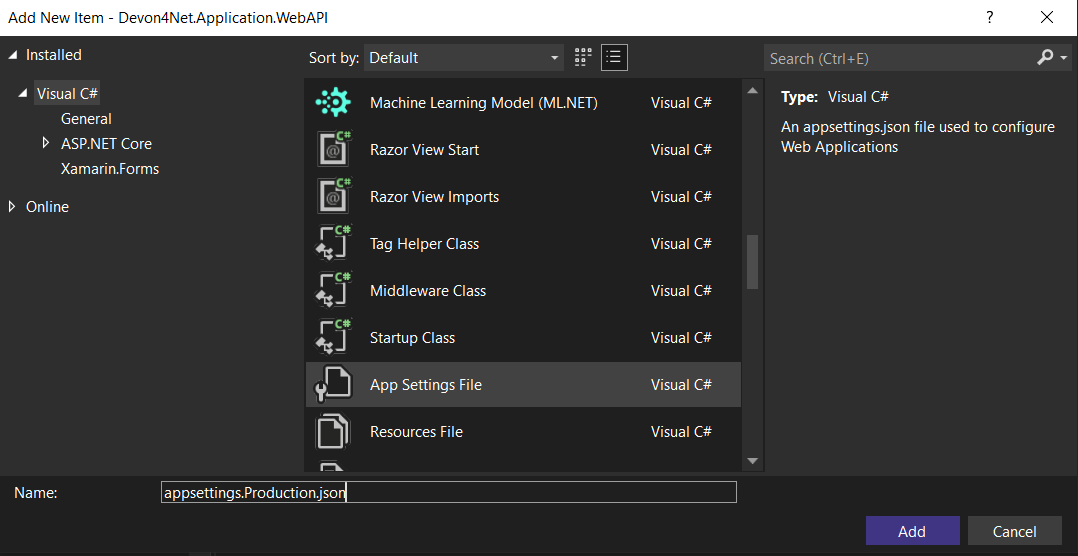 Add New Item - Devon4Net.Application.WebAPI
?
Installed
Visual C#
General
ASP.NET Core
Xamarin.Forms
Online
Sort by: Default
Machine Learning Model (ML.NET) Visual C#
C#
@
Razor View Start Visual C#
C#
@
Razor View Imports Visual C#
C#
Tag Helper Class Visual C#
C#
Middleware Class Visual C#
C#
Startup Class Visual C#
App Settings File Visual C#
Resources File Visual C#
Search (Ctrl+E)
Type: Visual C#
An appsettings.json file used to configure
Web Applications
Name: appsettings.Production.json
Add Cancel